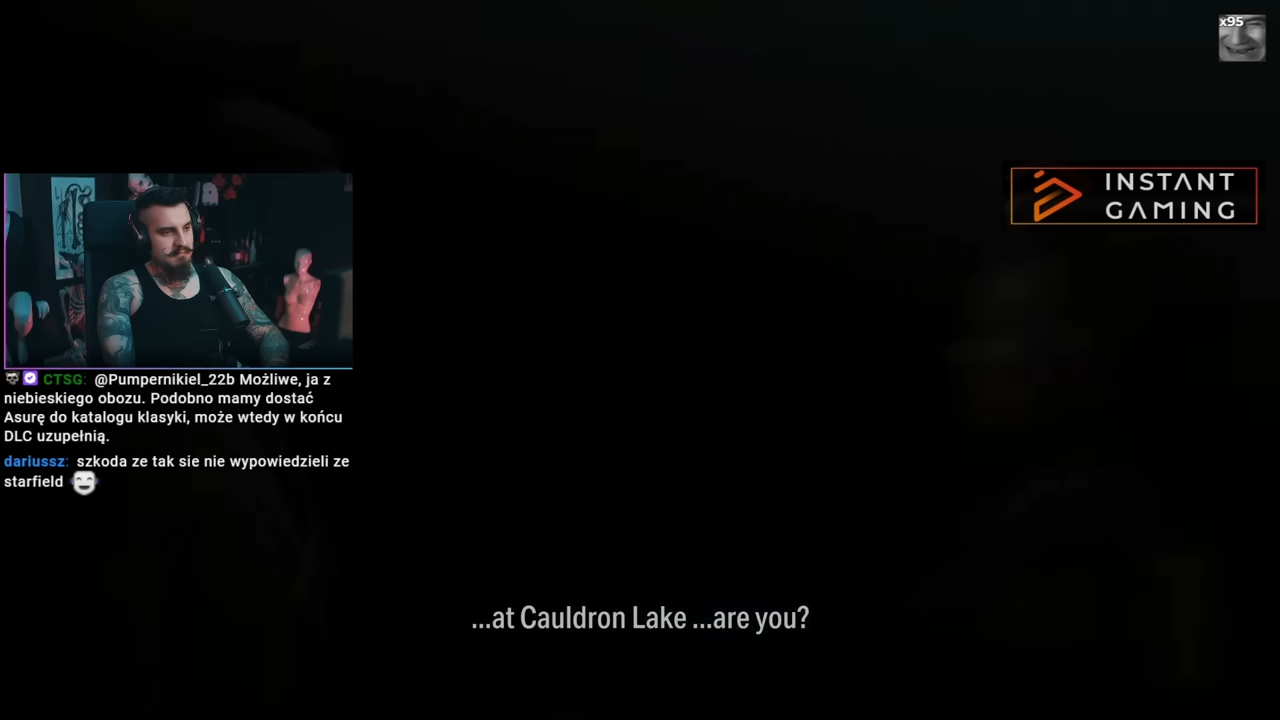 x95
INSTANT
GAMING
CTSG: @Pumpernikiel_22b Możliwe, ja z
niebieskiego obozu. Podobno mamy dostać
Asurę do katalogu klasyki, może wtedy w końcu
DLC uzupełnią.
dariussz: szkoda ze tak sie nie wypowiedzieli ze
starfield
...at Cauldron Lake ...are you?